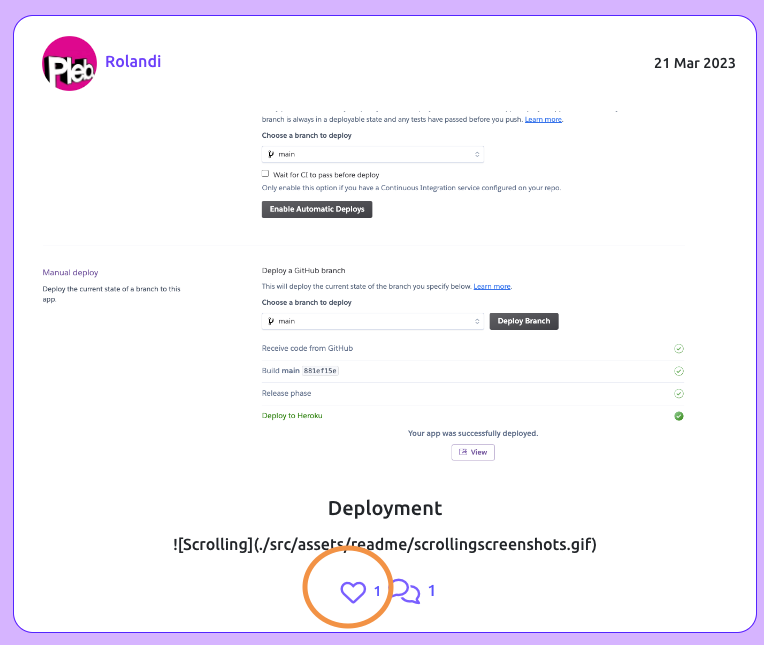 Pleb
Rolandi
21 Mar 2023
branch is always in a deployable state and any tests have passed before you push. Learn more.
Choose a branch to deploy
main
Wait for CI to pass before deploy
Only enable this option if you have a Continuous Integration service configured on your repo.
Enable Automatic Deploys
Manual deploy
Deploy the current state of a branch to this
app.
Deploy a GitHub branch
This will deploy the current state of the branch you specify below. Learn more.
Choose a branch to deploy
main
Deploy Branch
Receive code from GitHub
Build main 881ef15e
Release phase
Deploy to Heroku
Your app was successfully deployed.
View
Deployment
![Scrolling](./src/assets/readme/scrollingscreenshots.gif)
1
1